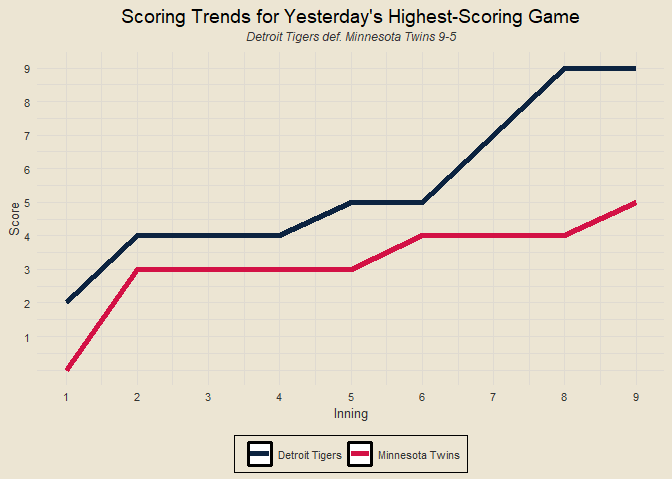 Scoring Trends for Yesterday's Highest-Scoring Game
Detroit Tigers def. Minnesota Twins 9-5
9
8
7
6
5
4
3
2
1
Score
1 2 3 4 5 6 7 8 9
Inning
Detroit Tigers Minnesota Twins